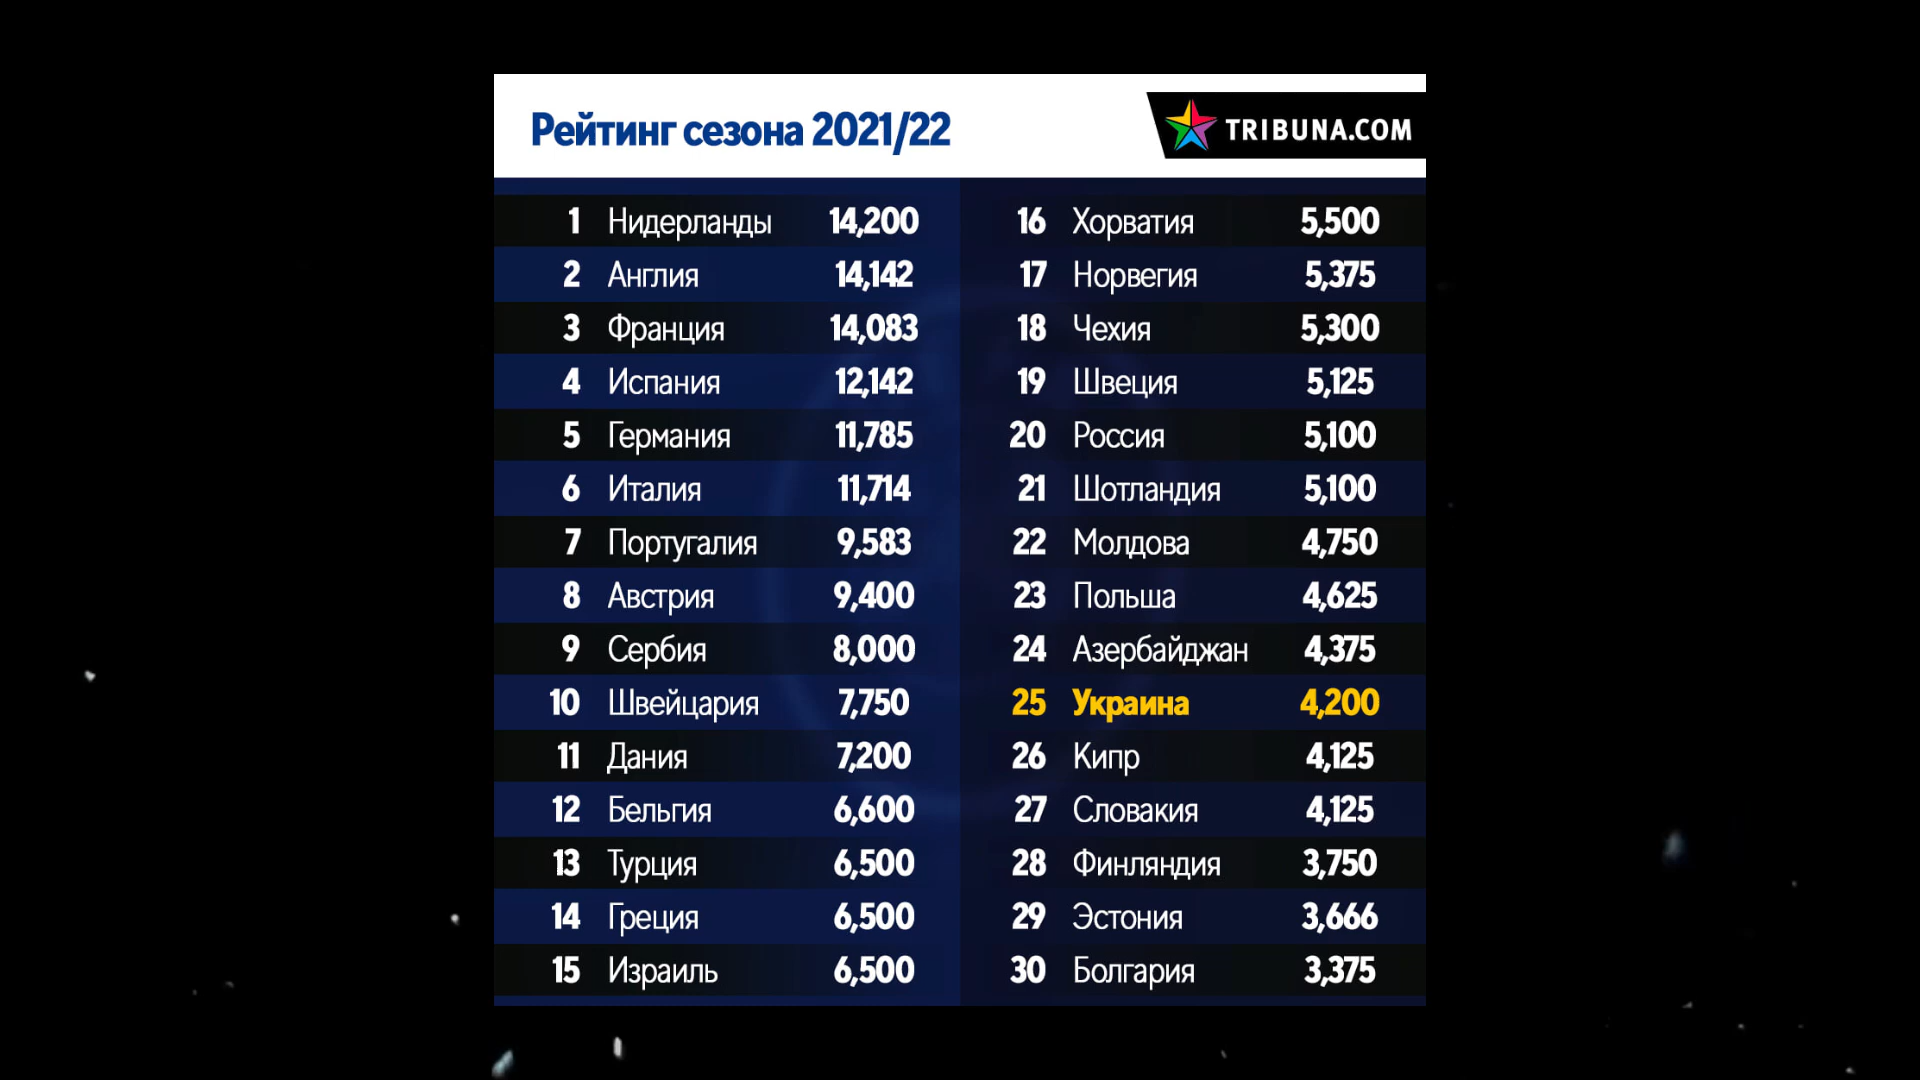 Рейтинг сезона 2021/22
TRIBUNA.COM
1 Нидерланды 14,200
2 Англия 14,142
3 Франция 14,083
4 Испания 12,142
5 Германия 11,785
6 Италия 11,714
7 Португалия 9,583
8 Австрия 9,400
9 Сербия 8,000
10 Швейцария 7,750
11 Дания 7,200
12 Бельгия 6,600
13 Турция 6,500
14 Греция 6,500
15 Израиль 6,500
16 Хорватия 5,500
17 Норвегия 5,375
18 Чехия 5,300
19 Швеция 5,125
20 Россия 5,100
21 Шотландия 5,100
22 Молдова 4,750
23 Польша 4,625
24 Азербайджан 4,375
25 Украина 4,200
26 Кипр 4,125
27 Словакия 4,125
28 Финляндия 3,750
29 Эстония 3,666
30 Болгария 3,375